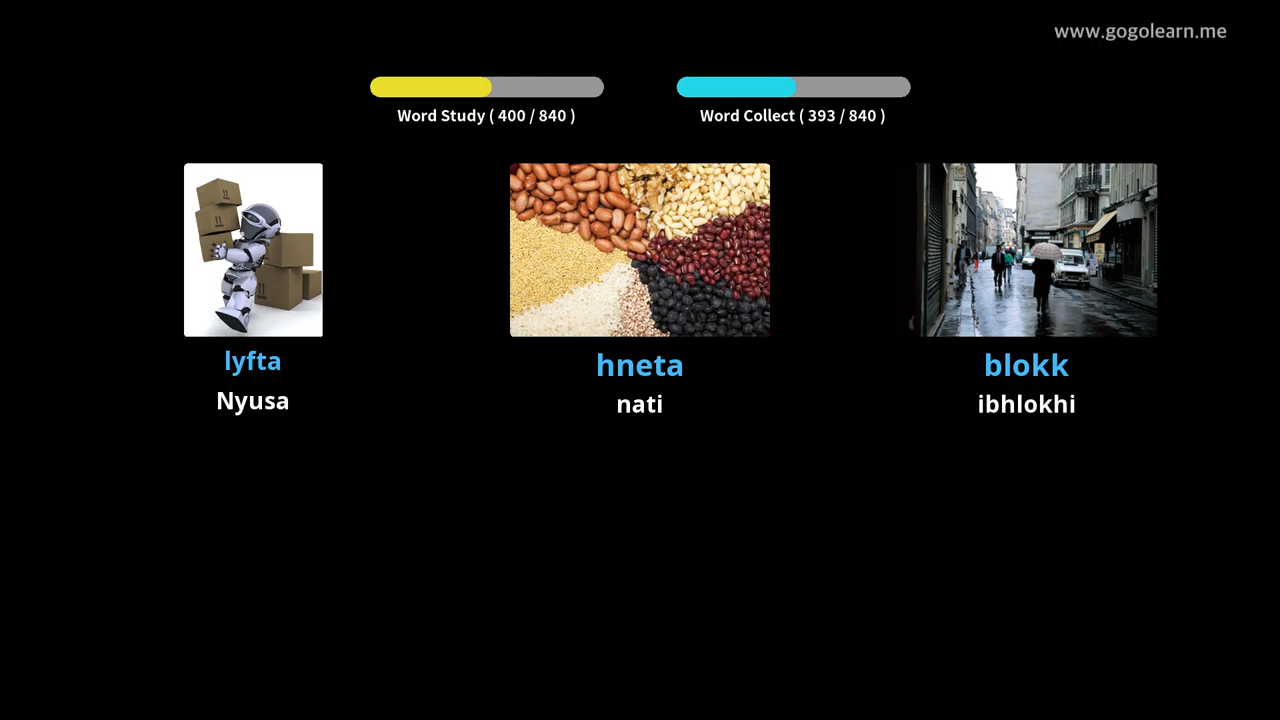 www.gogolearn.me
Word Study ( 400 / 840 )
Word Collect ( 393 / 840 )
lyfta
Nyusa
hneta
nati
blokk
ibhlokhi